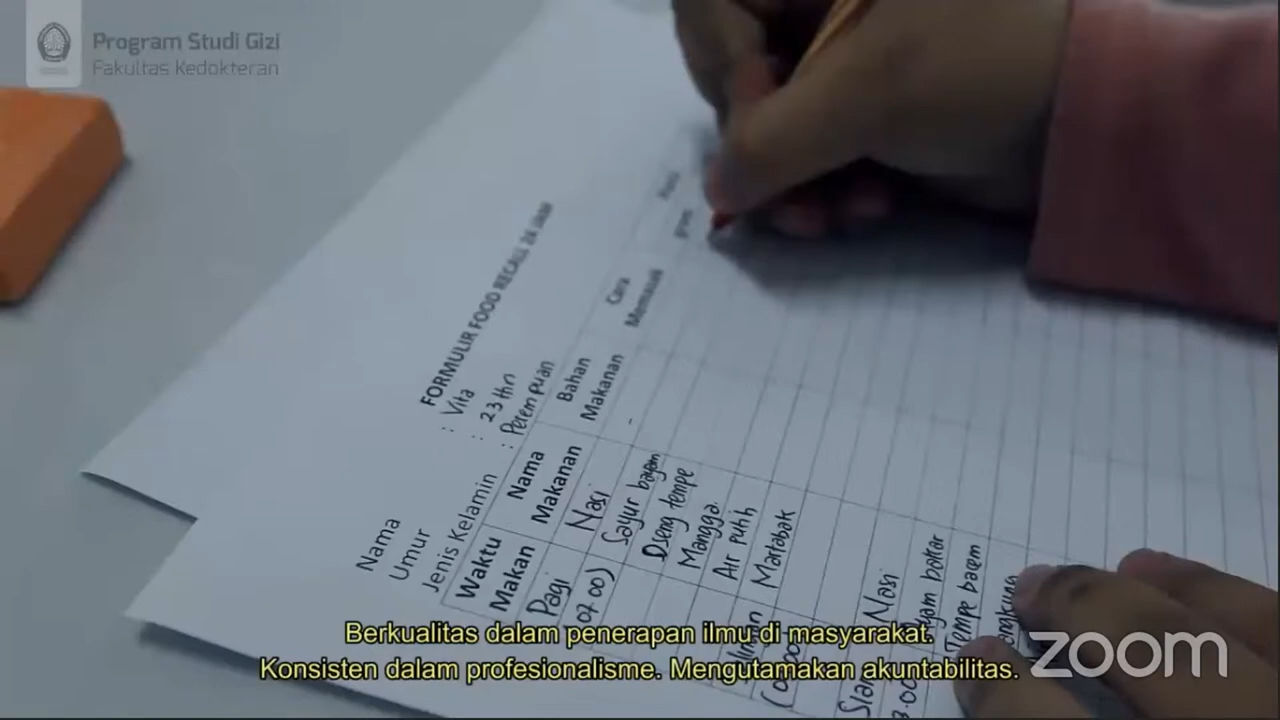 Program Studi Gizi
Fakultas Kedokteran
FORMULIR FOOD RECALL 24 JAM
Nama : Vita
Umur : 23 thn
Jenis Kelamin : Perempuan
Waktu Makan
Nama Makanan
Bahan Makanan
Cara Memasak
Pagi Nasi -
07.00) Sayur bayam
Oseng tempe
Mangga
Air putih
Martabak
Nasi
Ayam bakar
Tempe bacem
Berkualitas dalam penerapan ilmu di masyarakat.
Konsisten dalam profesionalisme. Mengutamakan akuntabilitas.
zoom